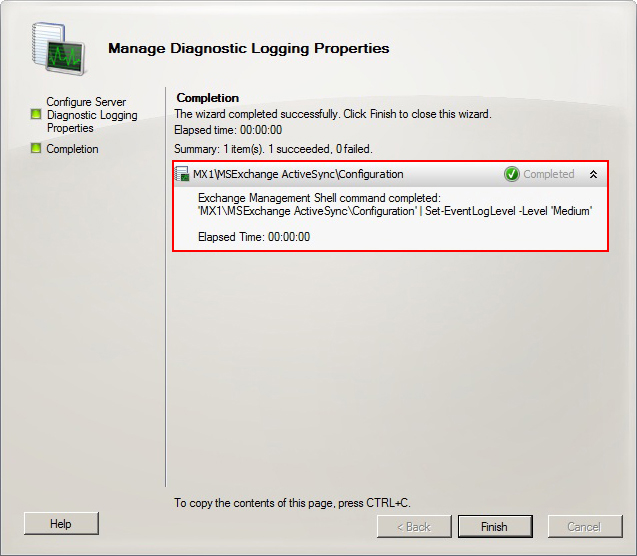 Manage Diagnostic Logging Properties
Configure Server
Diagnostic Logging
Properties
Completion
Completion
The wizard completed successfully. Click Finish to close this wizard.
Elapsed time: 00:00:00
Summary: 1 item(s). 1 succeeded, 0 failed.
MX1\MSExchange ActiveSync\Configuration
Completed
Exchange Management Shell command completed:
'MX1\MSExchange ActiveSync\Configuration' | Set-EventLogLevel -Level 'Medium'
Elapsed Time: 00:00:00
To copy the contents of this page, press CTRL+C.
Help
< Back
Finish
Cancel